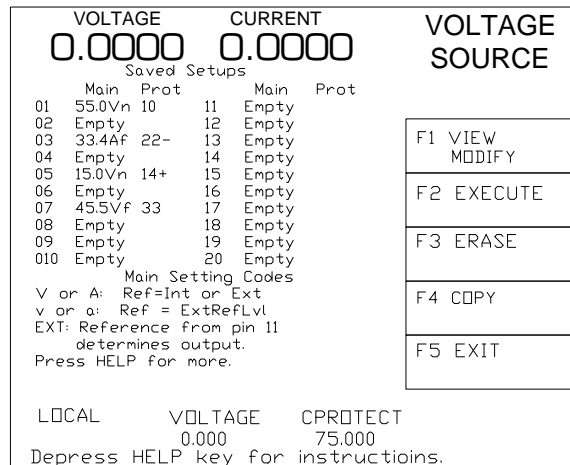 VOLTAGE CURRENT
0.0000 0.0000
VOLTAGE
SOURCE
Saved Setups
Main Prot Main Prot
01 55.0Vn 10 11 Empty
02 Empty 12 Empty
03 33.4Af 22- 13 Empty
04 Empty 14 Empty
05 15.0Vn 14+ 15 Empty
06 Empty 16 Empty
07 45.5Vf 33 17 Empty
08 Empty 18 Empty
09 Empty 19 Empty
010 Empty 20 Empty
Main Setting Codes
V or A: Ref=Int or Ext
v or a: Ref = ExtRefLvl
EXT: Reference from pin 11
determines output.
Press HELP for more.
F1 VIEW
MODIFY
F2 EXECUTE
F3 ERASE
F4 COPY
F5 EXIT
LOCAL VOLTAGE CPROTECT
0.000 75.000
Depress HELP key for instructioins.